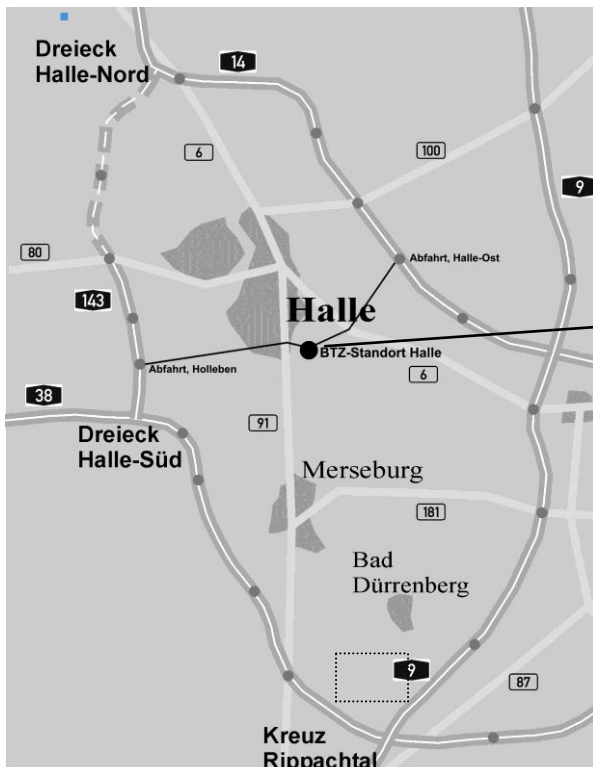 Dreieck
Halle-Nord
14
6
100
9
80
Abfahrt, Halle-Ost
143
Halle
BTZ-Standort Halle
Abfahrt, Holleben
6
38
91
Dreieck
Halle-Süd
Merseburg
181
Bad
Dürrenberg
9
87
Kreuz
Rippachtal